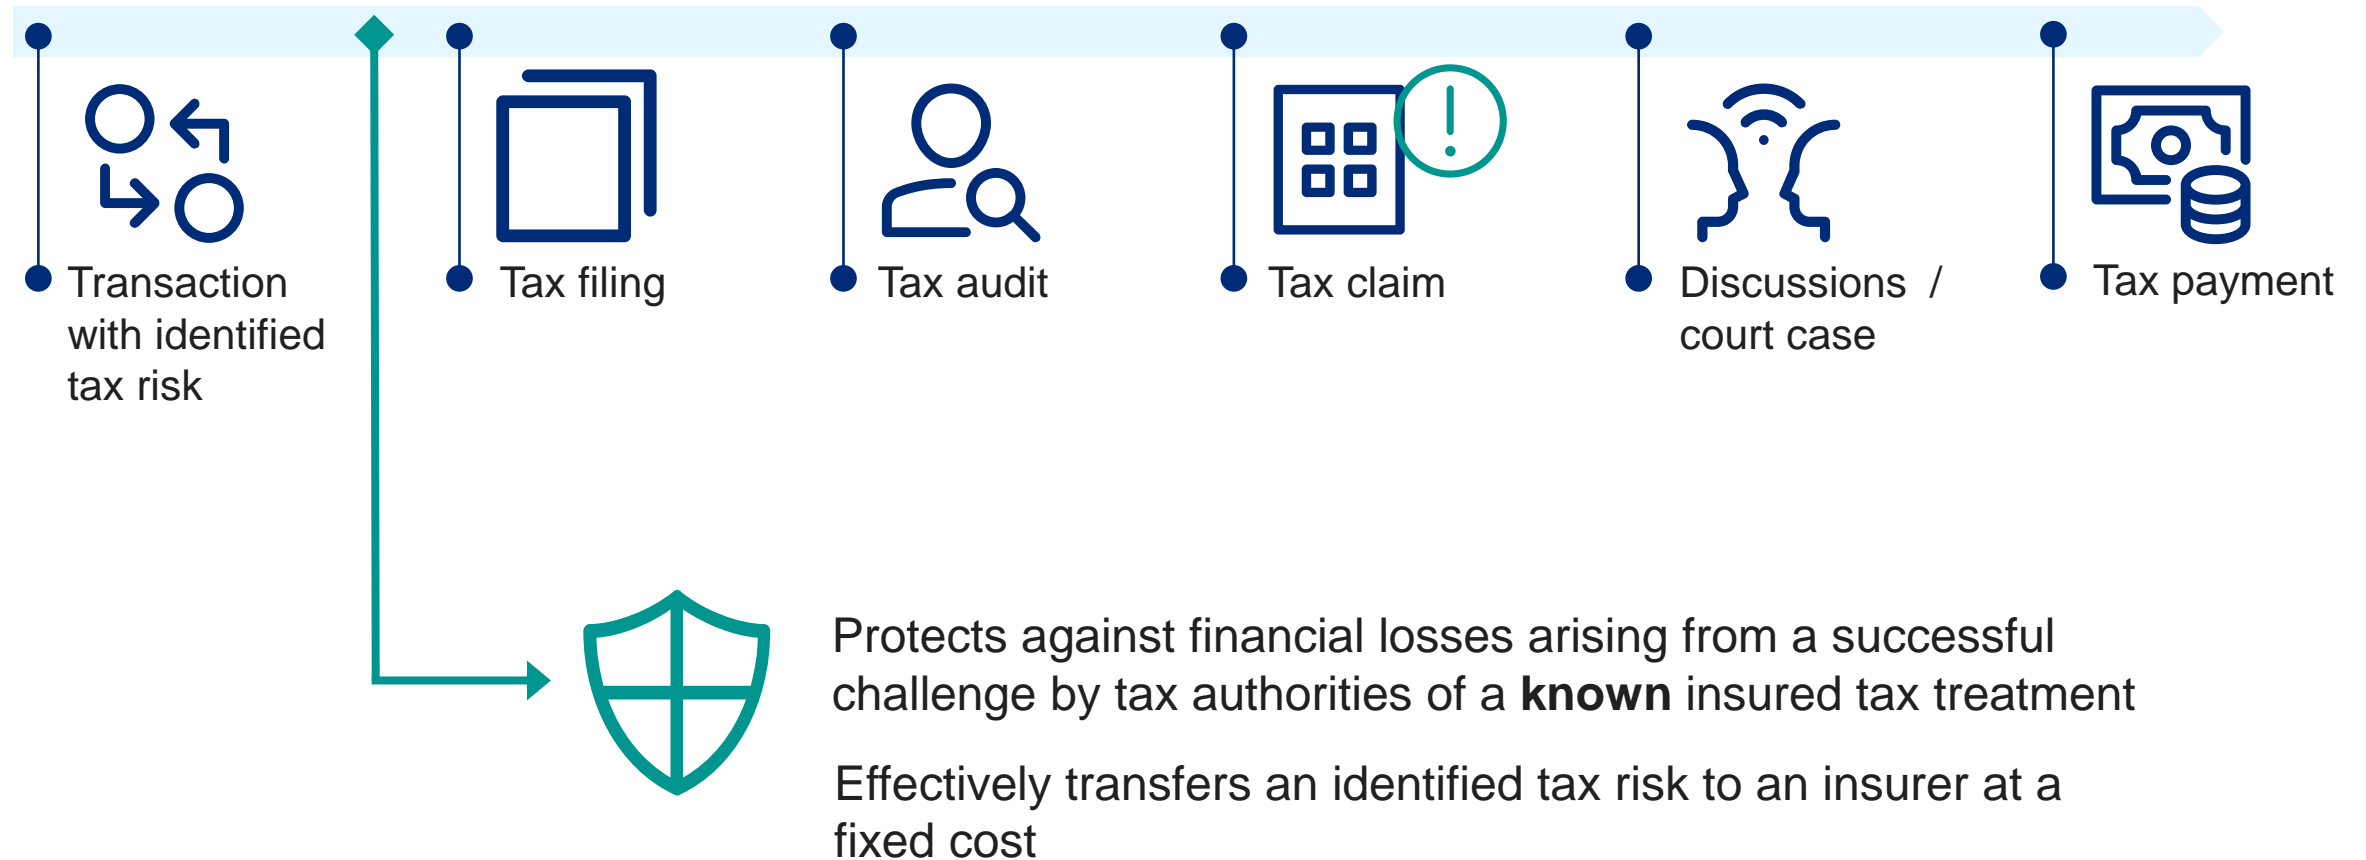 Transaction
with identified
tax risk
Tax filing
Tax audit
Tax claim
Discussions  /
court case
Tax payment
Protects against financial losses arising from a successful
challenge by tax authorities of a known insured tax treatment
Effectively transfers an identified tax risk to an insurer at a
fixed cost